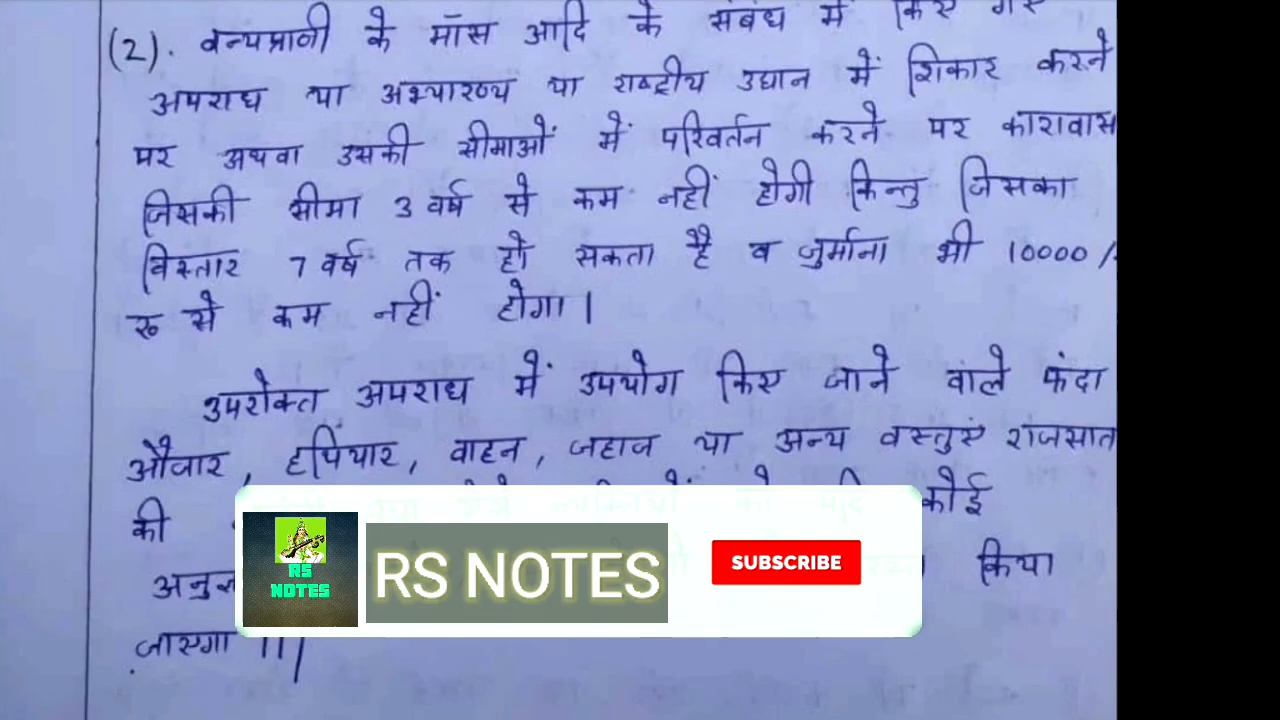 (2). वन्यप्रानी के माँस आदि के संबंध में किए गए
अपराध या अभ्यारण्य या राष्ट्रीय उद्यान में शिकार करने
पर अथवा उसकी सीमाओं में परिवर्तन करने पर कारावास
जिसकी सीमा 3 वर्ष से कम नहीं होगी किन्तु जिसका
विस्तार 7 वर्ष तक हो सकता है व जुर्माना भी 10000/-
रू से कम नहीं होगा।
उपरोक्त अपराध में उपयोग किए जाने वाले फंदा
औजार, हथियार, वाहन, जहाज या अन्य वस्तुएं राजसात
की कोई
किया
जाएगा ।।
RS NOTES
RS NOTES
SUBSCRIBE